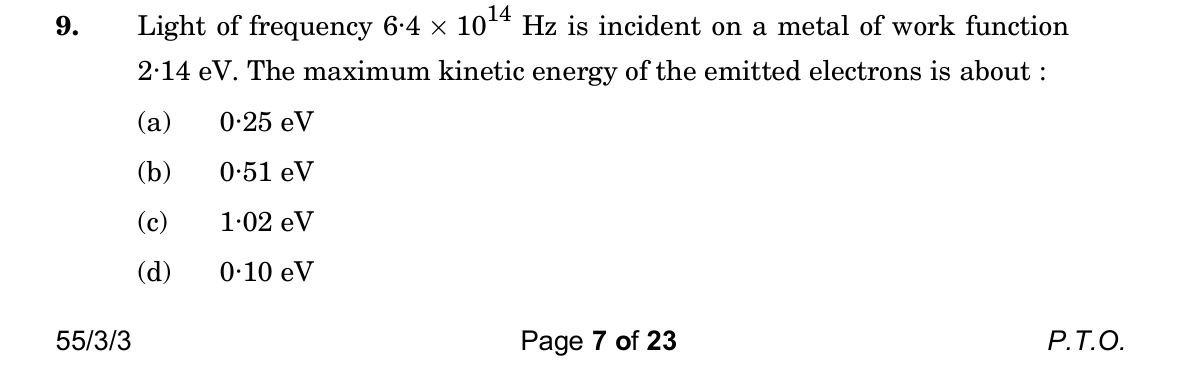 9. Light of frequency 6·4 × 10¹⁴ Hz is incident on a metal of work function
2·14 eV. The maximum kinetic energy of the emitted electrons is about :
(a) 0·25 eV
(b) 0·51 eV
(c) 1·02 eV
(d) 0·10 eV
55/3/3 Page 7 of 23 P.T.O.